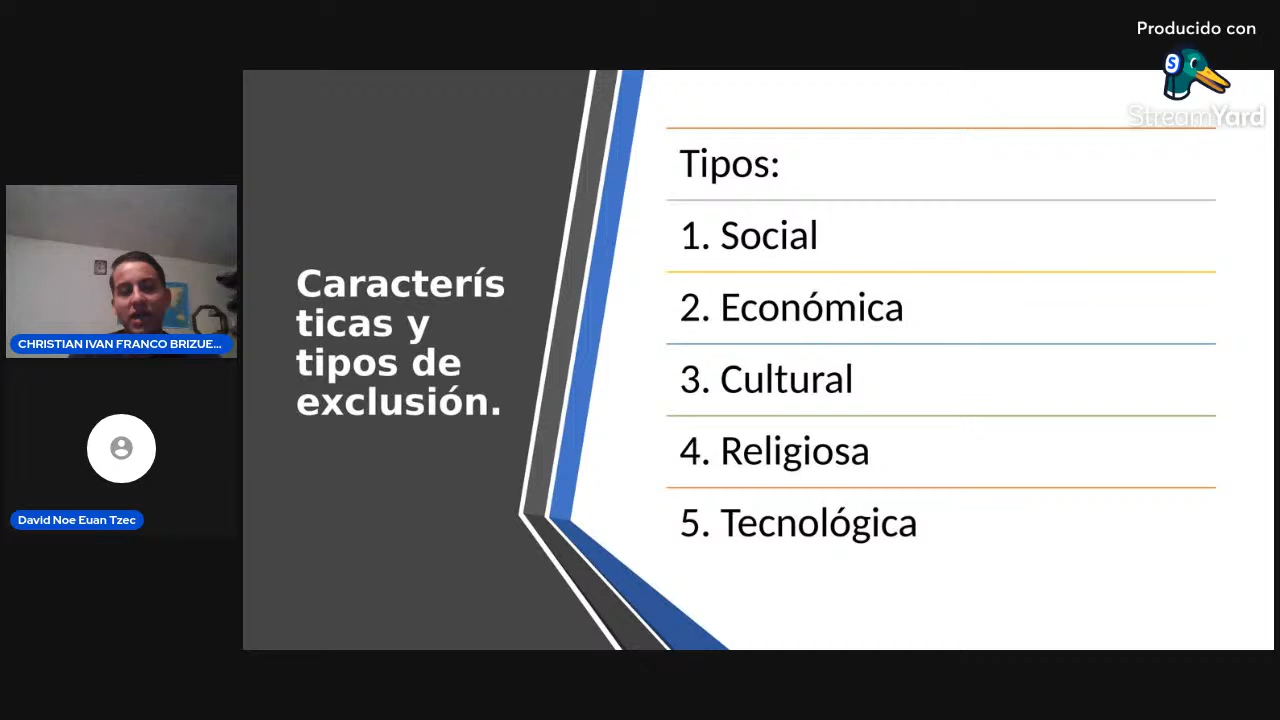 Producido con
StreamYard
Caracterís
ticas y
tipos de
exclusión.
Tipos:
1. Social
2. Económica
3. Cultural
4. Religiosa
5. Tecnológica
CHRISTIAN IVAN FRANCO BRIZUE...
David Noe Euan Tzec